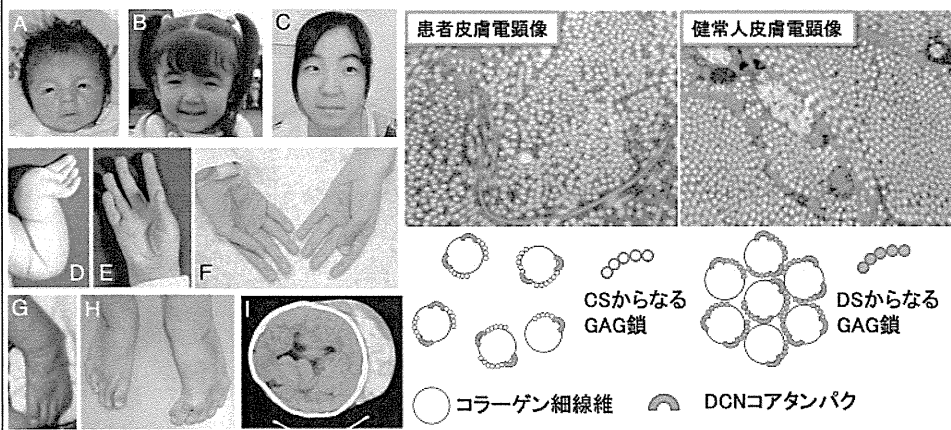 A
B
C
D
E
F
G
H
I
患者皮膚電顕像
健常人皮膚電顕像
CSからなる
GAG鎖
DSからなる
GAG鎖
コラーゲン細線維
DCNコアタンパク